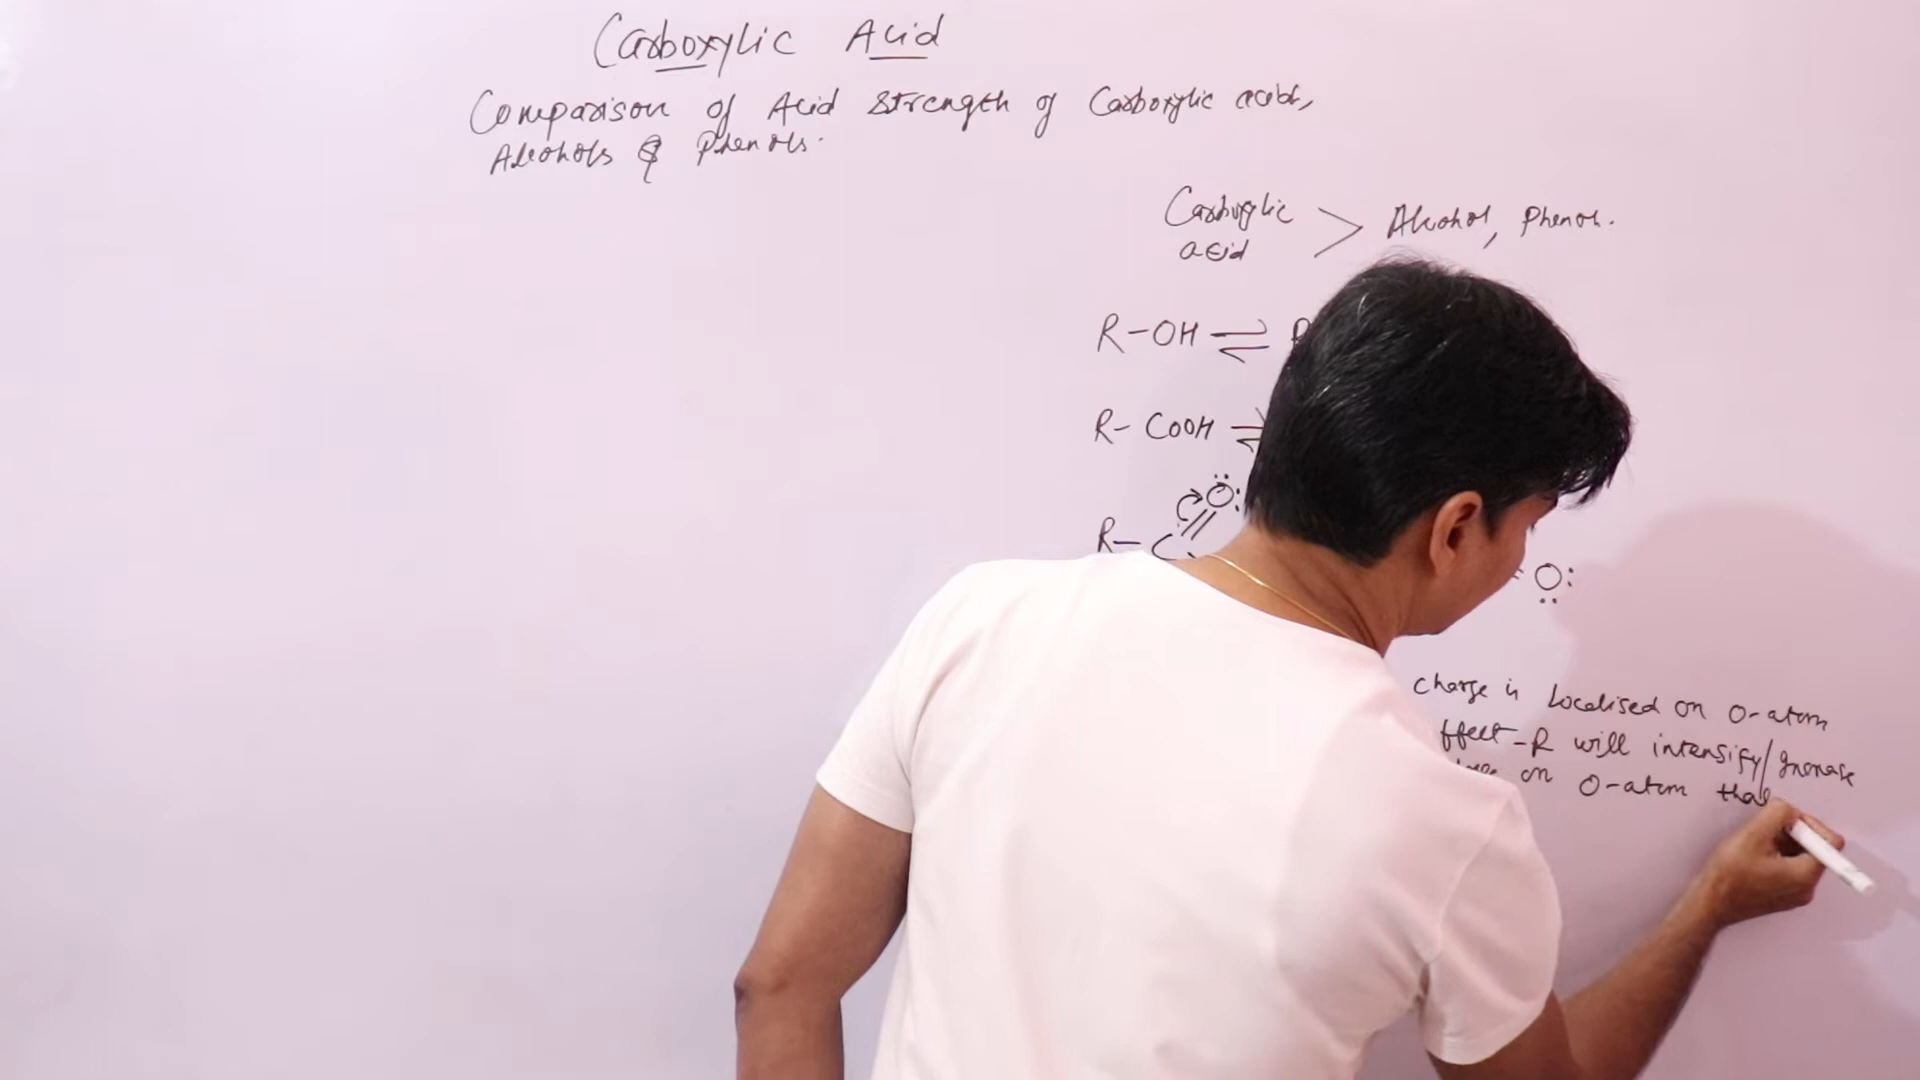 Carboxylic Acid
Comparison of Acid Strength of Carboxylic acids,
Alcohols & Phenols.
Carboxylic
acid > Alcohol, Phenol.
R-OH ⇌ R
R-COOH ⇌
R-C O:
= O:
charge is localised on O-atom
ffect -R will intensify/increase
on O-atom tha